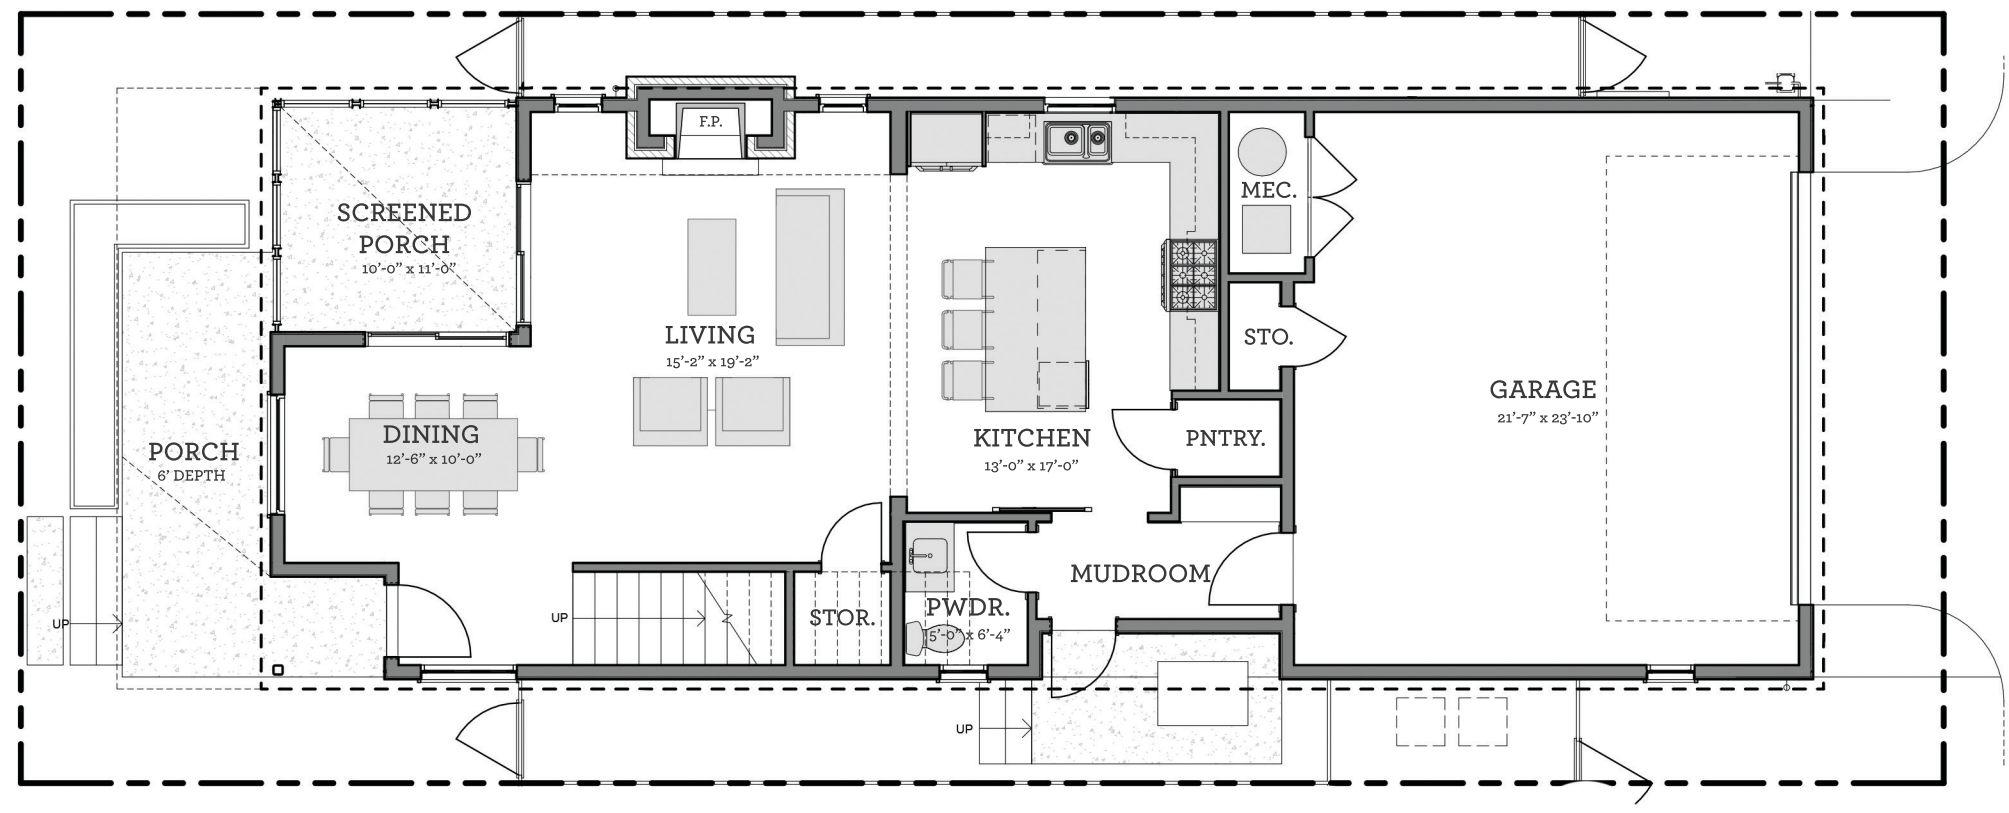 F.P.
MEC.
SCREENED
PORCH
10'-0" x 11'-0"
LIVING
15'-2" x 19'-2"
STO.
GARAGE
21'-7" x 23'-10"
DINING
12'-6" x 10'-0"
KITCHEN
13'-0" x 17'-0"
PNTRY.
PORCH
6' DEPTH
MUDROOM
UP
UP
STOR.
PWDR.
5'-0" x 6'-4"
UP